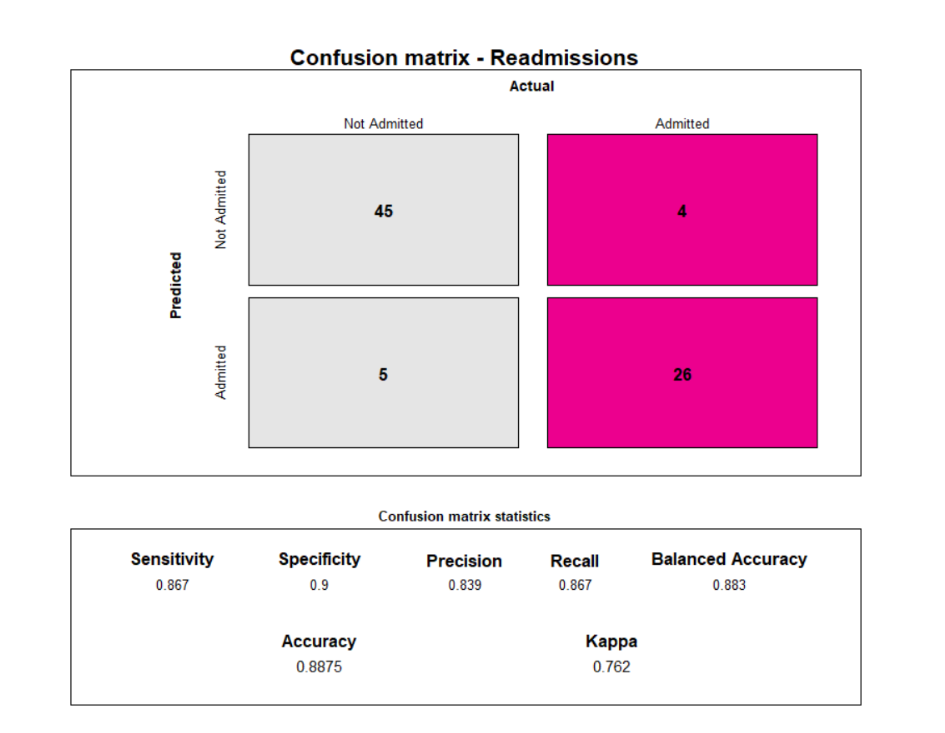 Confusion matrix - Readmissions
Actual
Not Admitted Admitted
Predicted
Not Admitted
45 4
Admitted
5 26
Confusion matrix statistics
Sensitivity Specificity Precision Recall Balanced Accuracy
0.867 0.9 0.839 0.867 0.883
Accuracy Kappa
0.8875 0.762